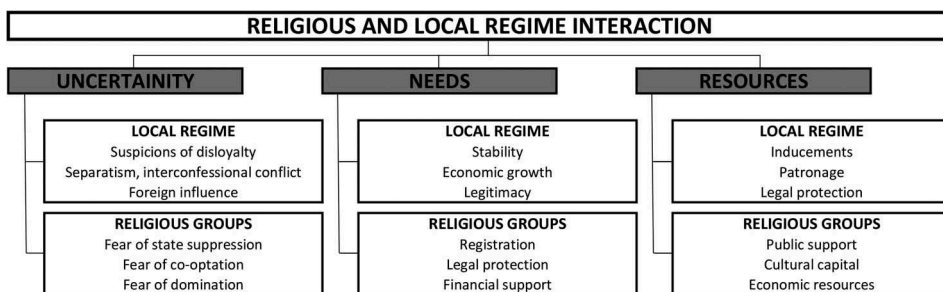 RELIGIOUS AND LOCAL REGIME INTERACTION
UNCERTAINITY
LOCAL REGIME
Suspicions of disloyalty
Separatism, interconfessional conflict
Foreign influence
RELIGIOUS GROUPS
Fear of state suppression
Fear of co-optation
Fear of domination
NEEDS
LOCAL REGIME
Stability
Economic growth
Legitimacy
RELIGIOUS GROUPS
Registration
Legal protection
Financial support
RESOURCES
LOCAL REGIME
Inducements
Patronage
Legal protection
RELIGIOUS GROUPS
Public support
Cultural capital
Economic resources